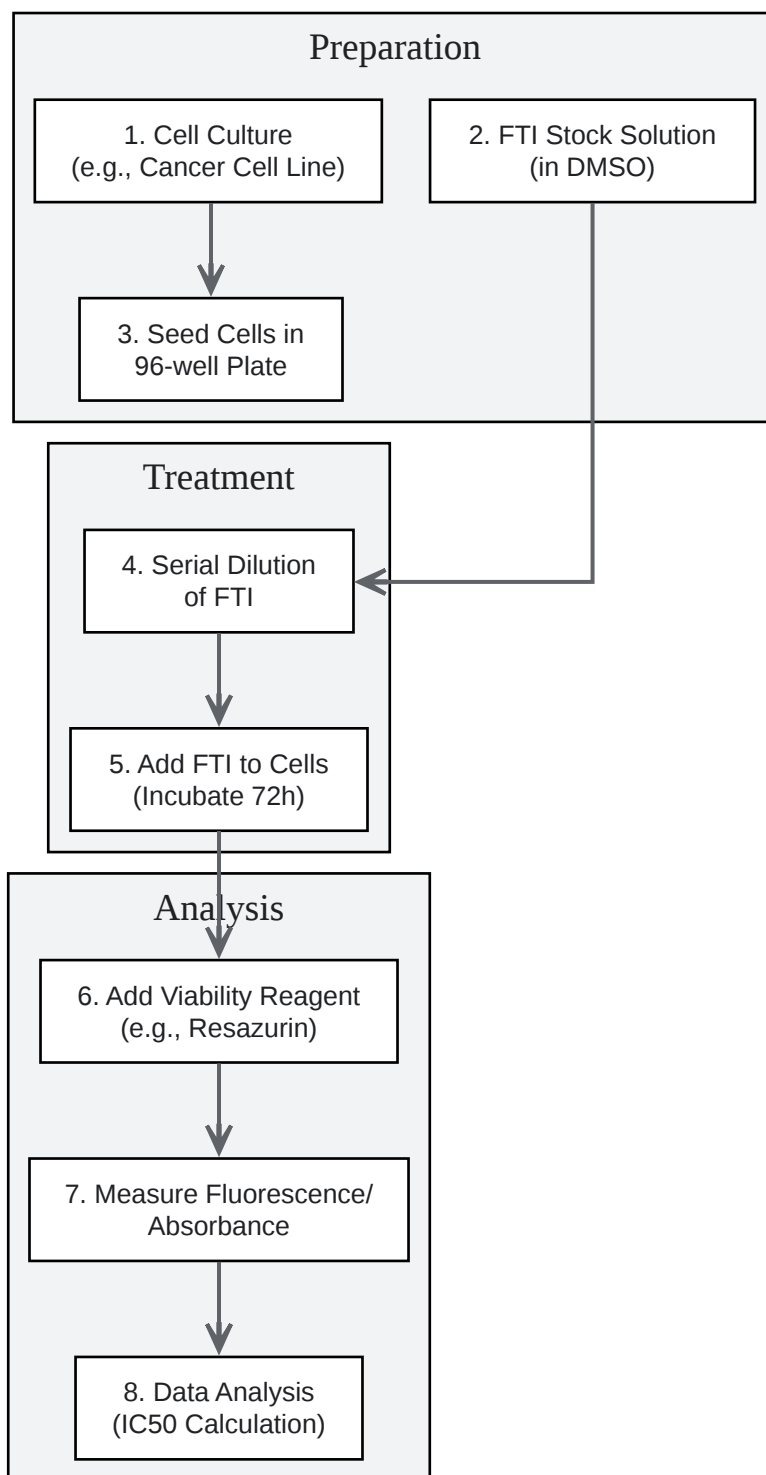 Preparation
1. Cell Culture
(e.g., Cancer Cell Line)
2. FTI Stock Solution
(in DMSO)
3. Seed Cells in
96-well Plate
Treatment
4. Serial Dilution
of FTI
5. Add FTI to Cells
(Incubate 72h)
Analysis
6. Add Viability Reagent
(e.g., Resazurin)
7. Measure Fluorescence/
Absorbance
8. Data Analysis
(IC50 Calculation)